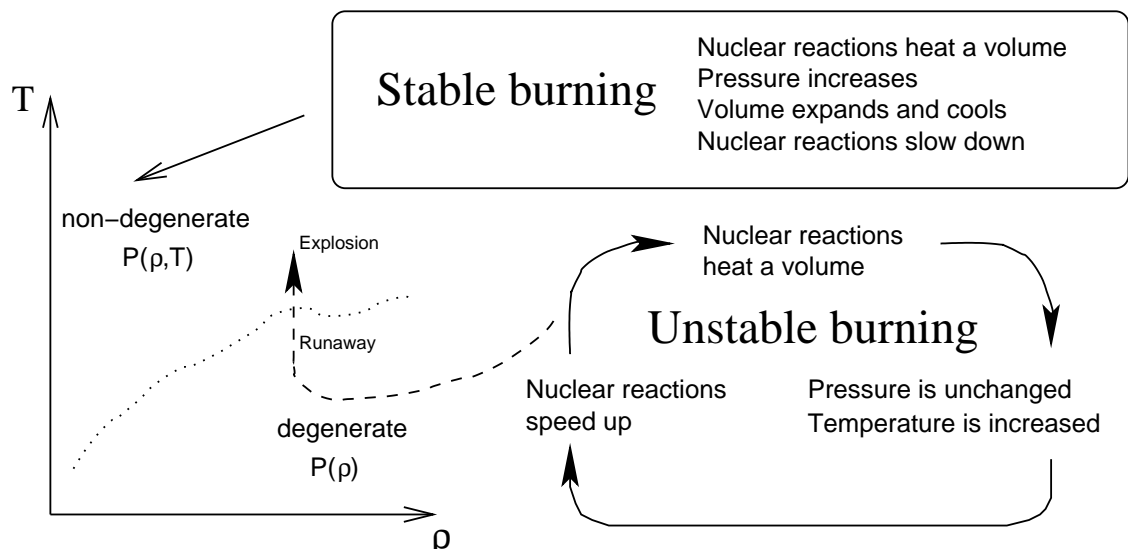 Stable burning
Nuclear reactions heat a volume
Pressure increases
Volume expands and cools
Nuclear reactions slow down
T
non−degenerate
P(ρ,T)
Explosion
Runaway
degenerate
P(ρ)
ρ
Nuclear reactions
heat a volume
Unstable burning
Pressure is unchanged
Temperature is increased
Nuclear reactions
speed up